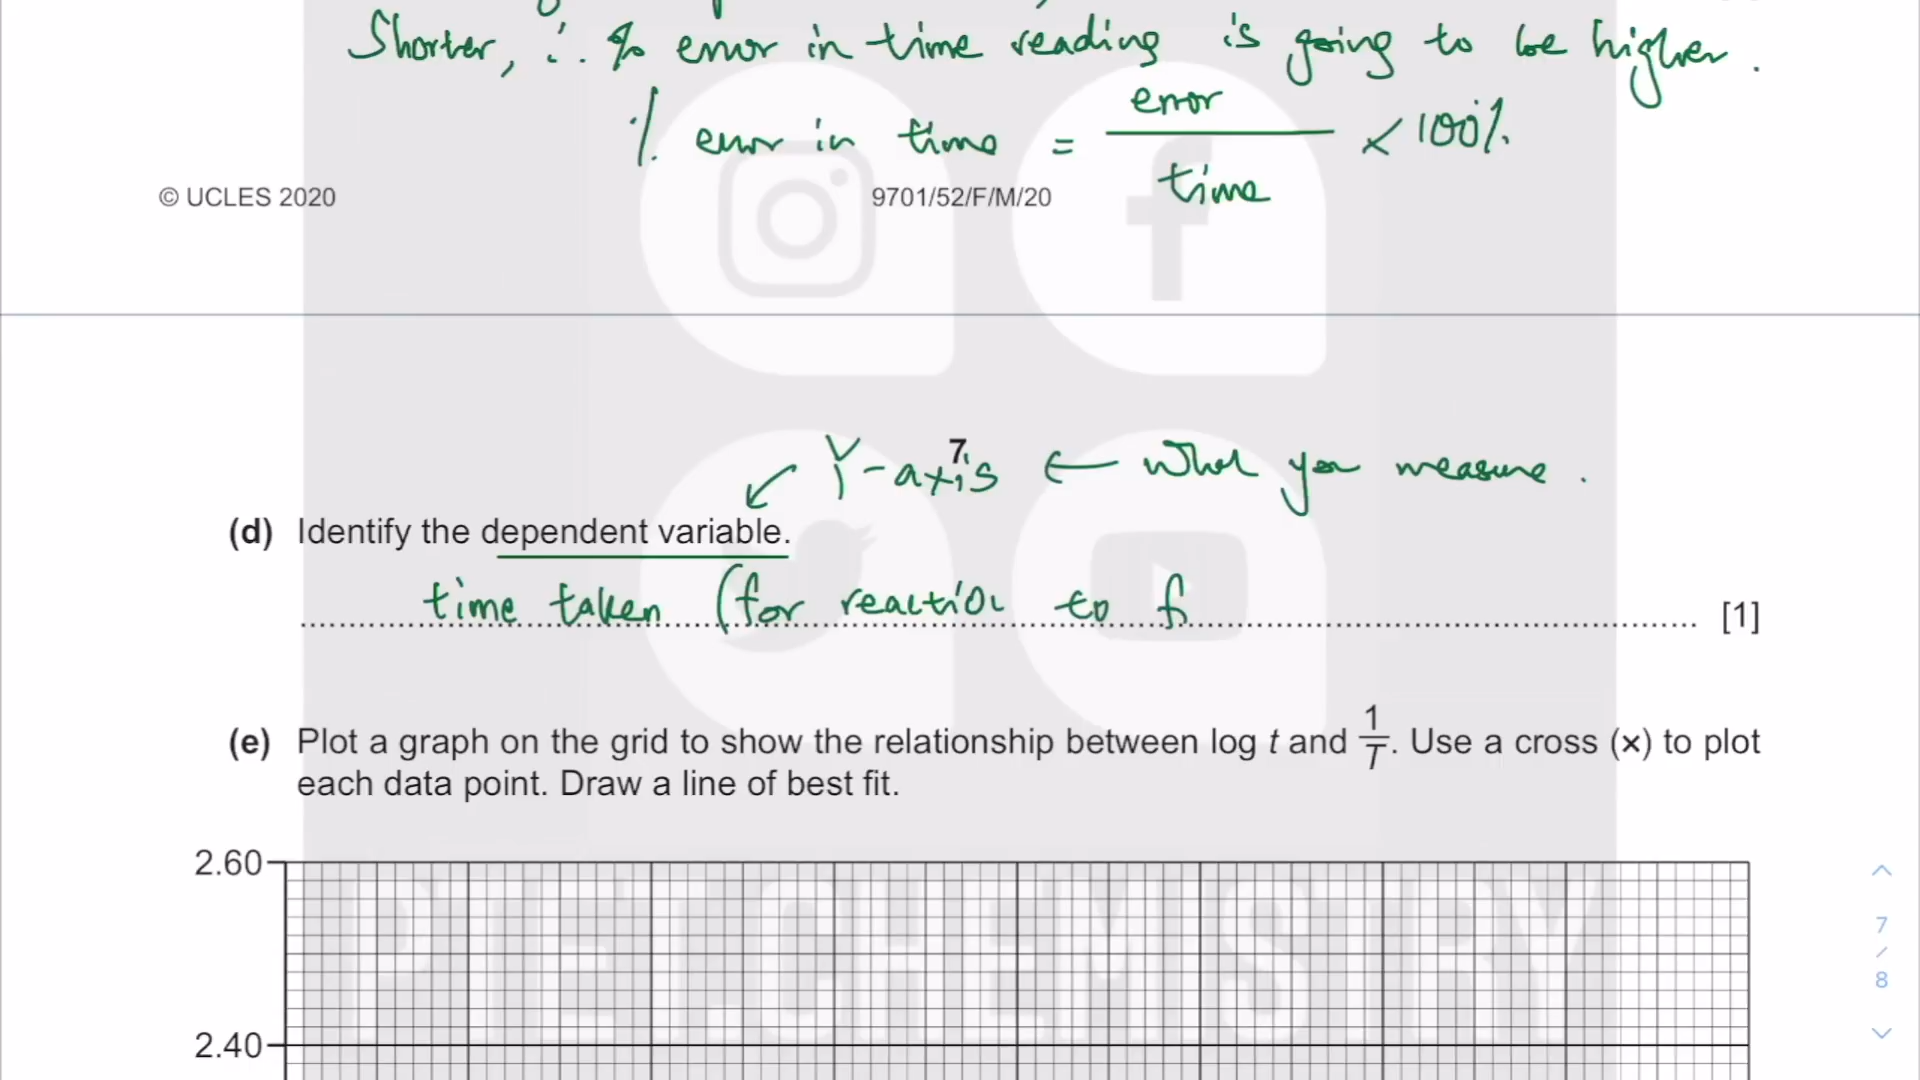 Shorter, ∴ % error in time reading is going to be higher.
% error in time = error / time × 100%
© UCLES 2020 9701/52/F/M/20
7
Y-axis ← what you measure.
(d) Identify the dependent variable.
time taken (for reaction to f [1]
(e) Plot a graph on the grid to show the relationship between log t and 1/T. Use a cross (×) to plot
each data point. Draw a line of best fit.
2.60
PIETCHEMISTRY
2.40
7
/
8